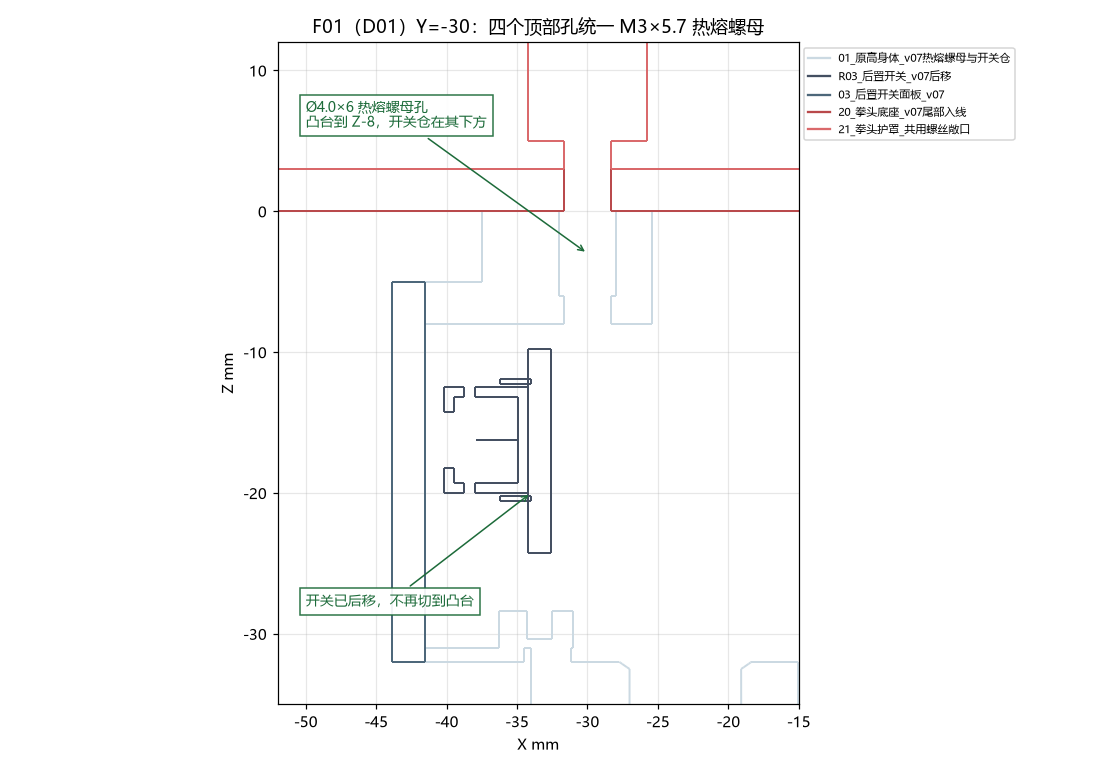 F01（D01）Y=-30：四个顶部孔统一 M3×5.7 热熔螺母
01_原高身体_v07热熔螺母与开关仓
R03_后置开关_v07后移
03_后置开关面板_v07
20_拳头底座_v07尾部入线
21_拳头护罩_共用螺丝敞口
Ø4.0×6 热熔螺母孔
凸台到 Z-8，开关仓在其下方
开关已后移，不再切到凸台
10
0
-10
-20
-30
Z mm
-50
-45
-40
-35
-30
-25
-20
-15
X mm